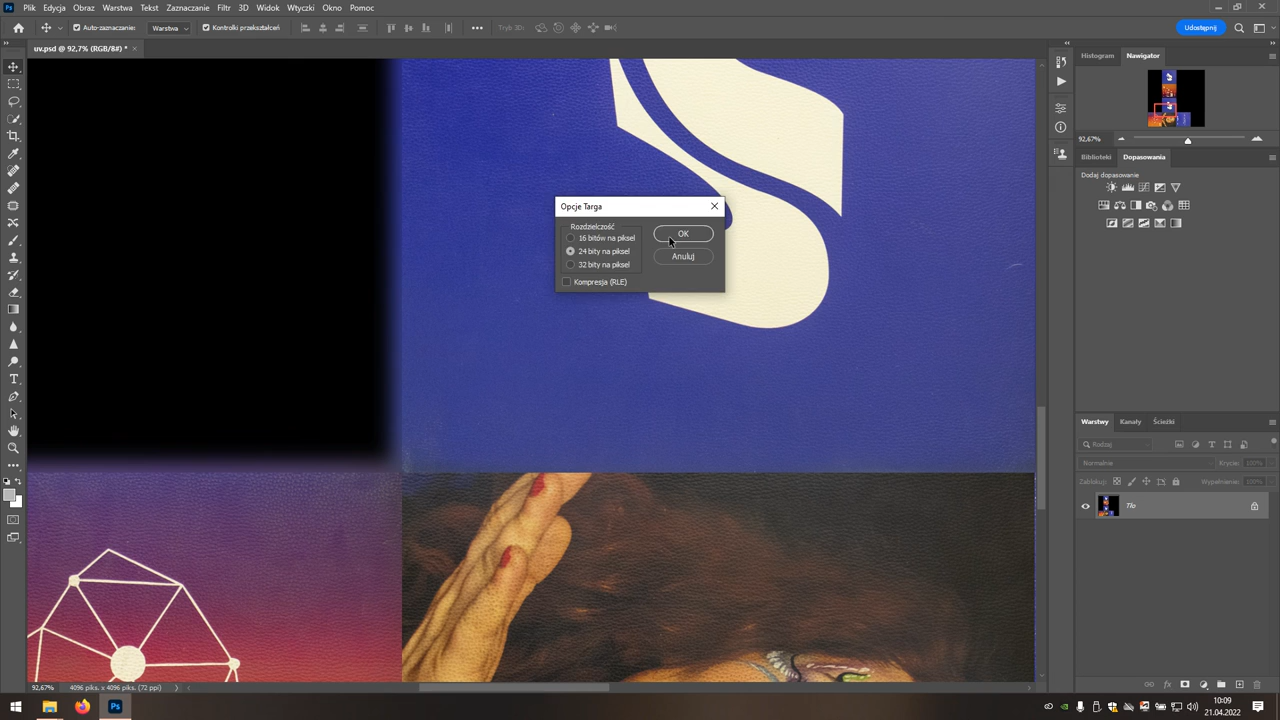 Plik Edycja Obraz Warstwa Tekst Zaznaczanie Filtr 3D Widok Wtyczki Okno Pomoc
Auto-zaznaczanie: Warstwa Kontrolki przekształceń Tryb 3D: Udostępnij
uv.psd @ 92,7% (RGB/8#) * ×
Histogram Nawigator
92,67%
Biblioteki Dopasowania
Dodaj dopasowanie
Opcje Targa
Rozdzielczość
16 bitów na piksel
24 bity na piksel
32 bity na piksel
Kompresja (RLE)
OK
Anuluj
Warstwy Kanały Ścieżki
Rodzaj
Normalne Krycie: 100%
Zablokuj: Wypełnienie: 100%
Tło
92,67% 4096 piks. x 4096 piks. (72 ppi)
10:09
21.04.2022